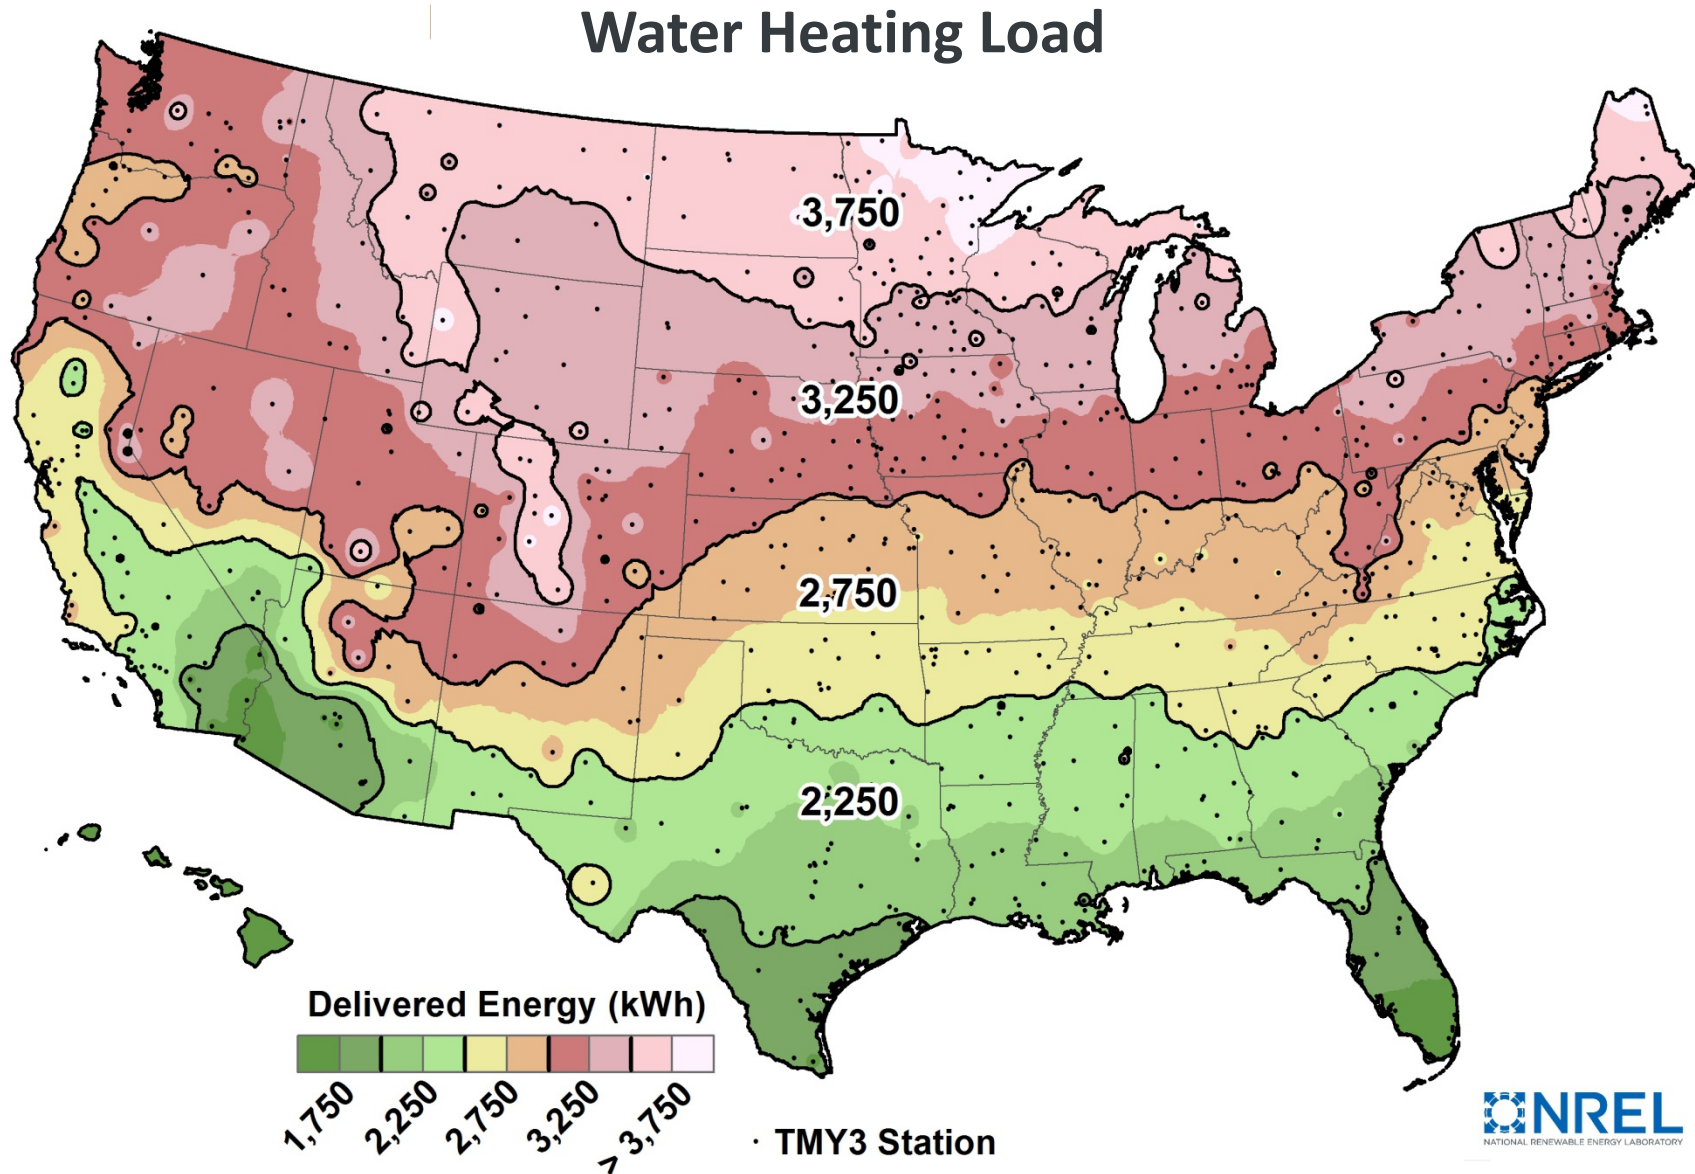 Water Heating Load
3,750
3,250
2,750
2,250
Delivered Energy (kWh)
1,750
2,250
2,750
3,250
> 3,750
· TMY3 Station
NREL
NATIONAL RENEWABLE ENERGY LABORATORY